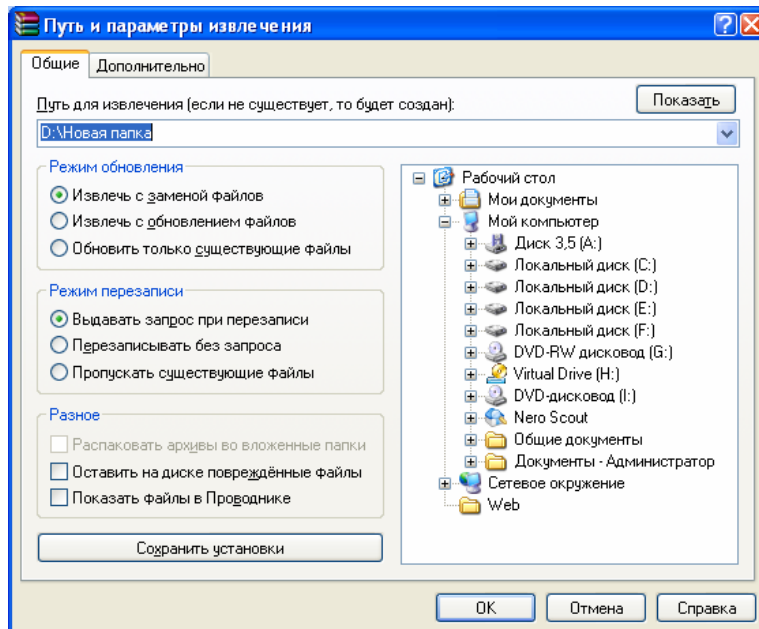 Путь и параметры извлечения
Общие
Дополнительно
Путь для извлечения (если не существует, то будет создан):
Показать
D:\Новая папка
Режим обновления
Извлечь с заменой файлов
Извлечь с обновлением файлов
Обновить только существующие файлы
Режим перезаписи
Выдавать запрос при перезаписи
Перезаписывать без запроса
Пропускать существующие файлы
Разное
Распаковать архивы во вложенные папки
Оставить на диске повреждённые файлы
Показать файлы в Проводнике
Сохранить установки
Рабочий стол
Мои документы
Мой компьютер
Диск 3,5 (A:)
Локальный диск (C:)
Локальный диск (D:)
Локальный диск (E:)
Локальный диск (F:)
DVD-RW дисковод (G:)
Virtual Drive (H:)
DVD-дисковод (I:)
Nero Scout
Общие документы
Документы - Администратор
Сетевое окружение
Web
OK
Отмена
Справка